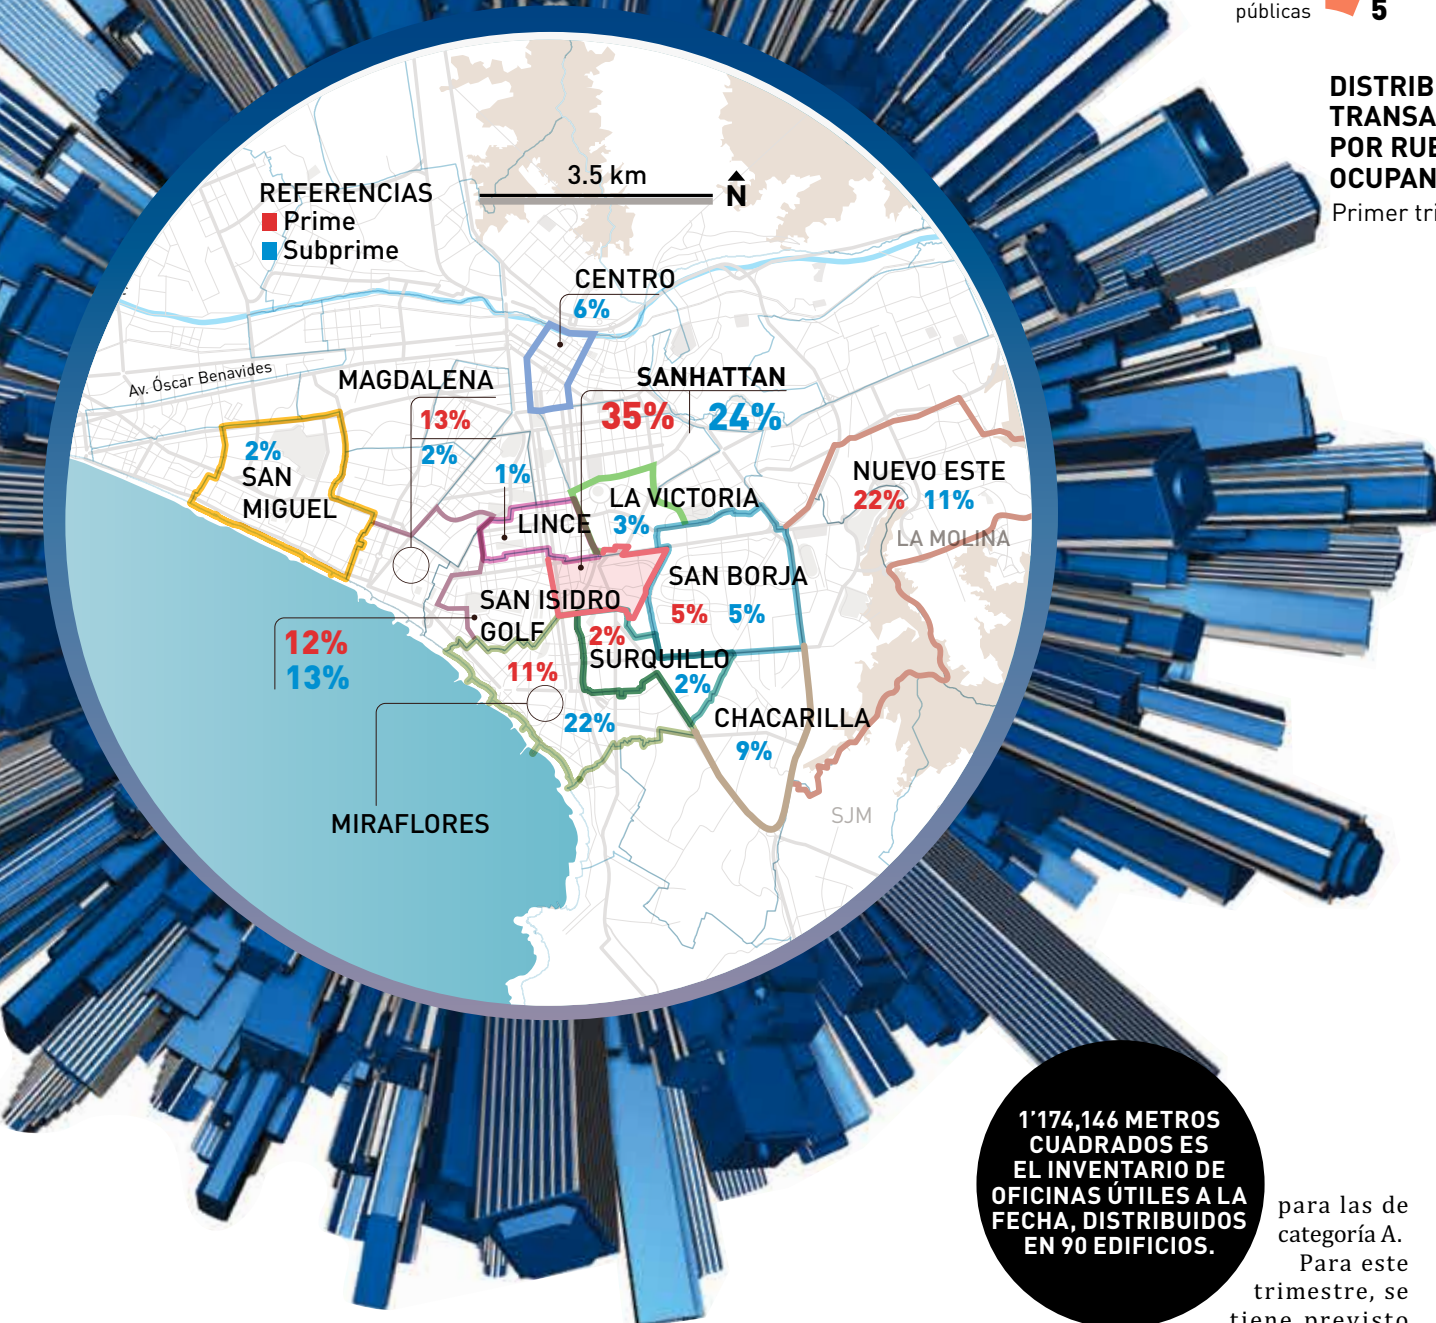 públicas
5
DISTRIB
TRANSA
POR RUB
OCUPAN
Primer tri
REFERENCIAS
Prime
Subprime
3.5 km
N
CENTRO
6%
Av. Óscar Benavides
MAGDALENA
13%
2%
SANHATTAN
35% 24%
2%
SAN
MIGUEL
1%
LINCE
LA VICTORIA
3%
NUEVO ESTE
22% 11%
LA MOLINA
SAN BORJA
5% 5%
SAN ISIDRO
GOLF
12%
13%
2%
SURQUILLO
2%
11%
22%
MIRAFLORES
CHACARILLA
9%
SJM
1'174,146 METROS
CUADRADOS ES
EL INVENTARIO DE
OFICINAS ÚTILES A LA
FECHA, DISTRIBUIDOS
EN 90 EDIFICIOS.
para las de
categoría A.
Para este
trimestre, se
tiene previsto